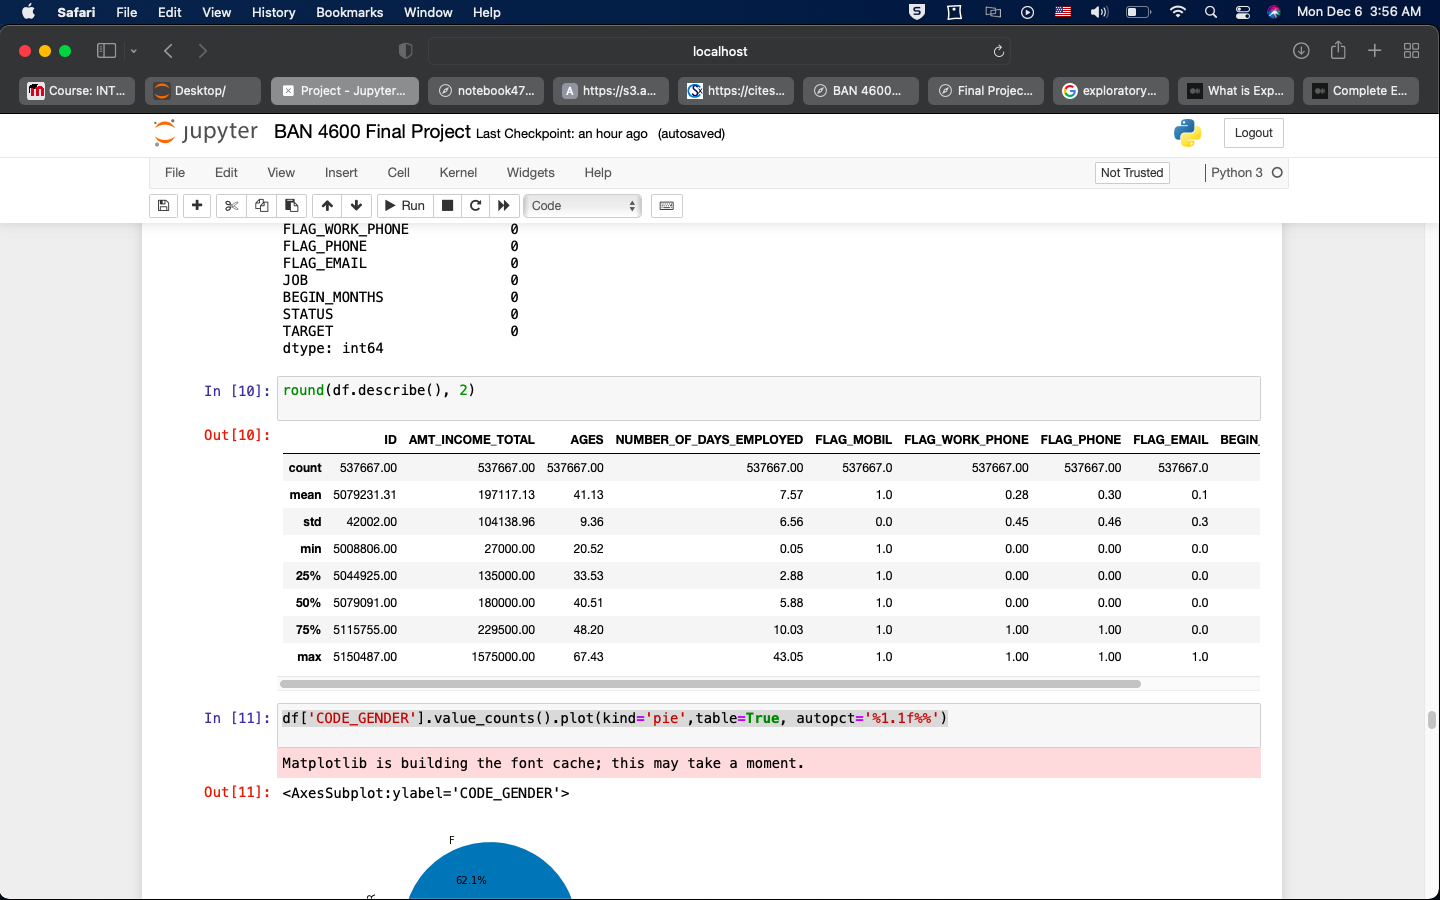 Safari File Edit View History Bookmarks Window Help Mon Dec 6 3:56 AM
localhost
Course: INT... Desktop/ Project - Jupyter... notebook47... https://s3.a... https://cites... BAN 4600... Final Projec... exploratory... What is Exp... Complete E...
jupyter BAN 4600 Final Project Last Checkpoint: an hour ago (autosaved) Logout
File Edit View Insert Cell Kernel Widgets Help Not Trusted Python 3
Run Code
FLAG_WORK_PHONE 0
FLAG_PHONE 0
FLAG_EMAIL 0
JOB 0
BEGIN_MONTHS 0
STATUS 0
TARGET 0
dtype: int64
In [10]: round(df.describe(), 2)
Out[10]:
ID AMT_INCOME_TOTAL AGES NUMBER_OF_DAYS_EMPLOYED FLAG_MOBIL FLAG_WORK_PHONE FLAG_PHONE FLAG_EMAIL BEGIN_
count 537667.00 537667.00 537667.00 537667.00 537667.0 537667.00 537667.00 537667.0
mean 5079231.31 197117.13 41.13 7.57 1.0 0.28 0.30 0.1
std 42002.00 104138.96 9.36 6.56 0.0 0.45 0.46 0.3
min 5008806.00 27000.00 20.52 0.05 1.0 0.00 0.00 0.0
25% 5044925.00 135000.00 33.53 2.88 1.0 0.00 0.00 0.0
50% 5079091.00 180000.00 40.51 5.88 1.0 0.00 0.00 0.0
75% 5115755.00 229500.00 48.20 10.03 1.0 1.00 1.00 0.0
max 5150487.00 1575000.00 67.43 43.05 1.0 1.00 1.00 1.0
In [11]: df['CODE_GENDER'].value_counts().plot(kind='pie',table=True, autopct='%1.1f%%')
Matplotlib is building the font cache; this may take a moment.
Out[11]: <AxesSubplot:ylabel='CODE_GENDER'>
F
62.1%